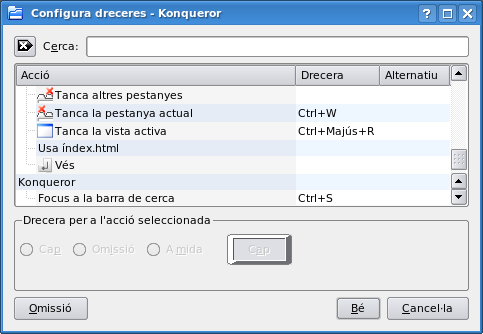 Configura dreceres - Konqueror
Cerca:
Acció Drecera Alternatiu
Tanca altres pestanyes
Tanca la pestanya actual Ctrl+W
Tanca la vista activa Ctrl+Majús+R
Usa índex.html
Vés
Konqueror
Focus a la barra de cerca Ctrl+S
Drecera per a l'acció seleccionada
Cap Omissió A mida Cap
Omissió Bé Cancel·la